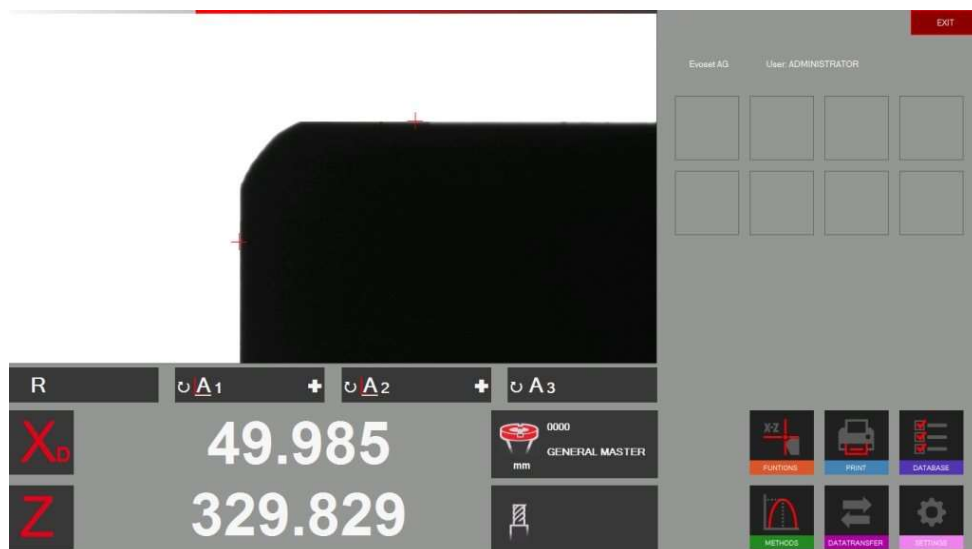 EXIT
Evoset AG User: ADMINISTRATOR
R
A1
A2
A3
XD
49.985
0000
GENERAL MASTER
mm
Z
329.829
X-Z
FUNTIONS
PRINT
DATABASE
METHODS
DATATRANSFER
SETTINGS